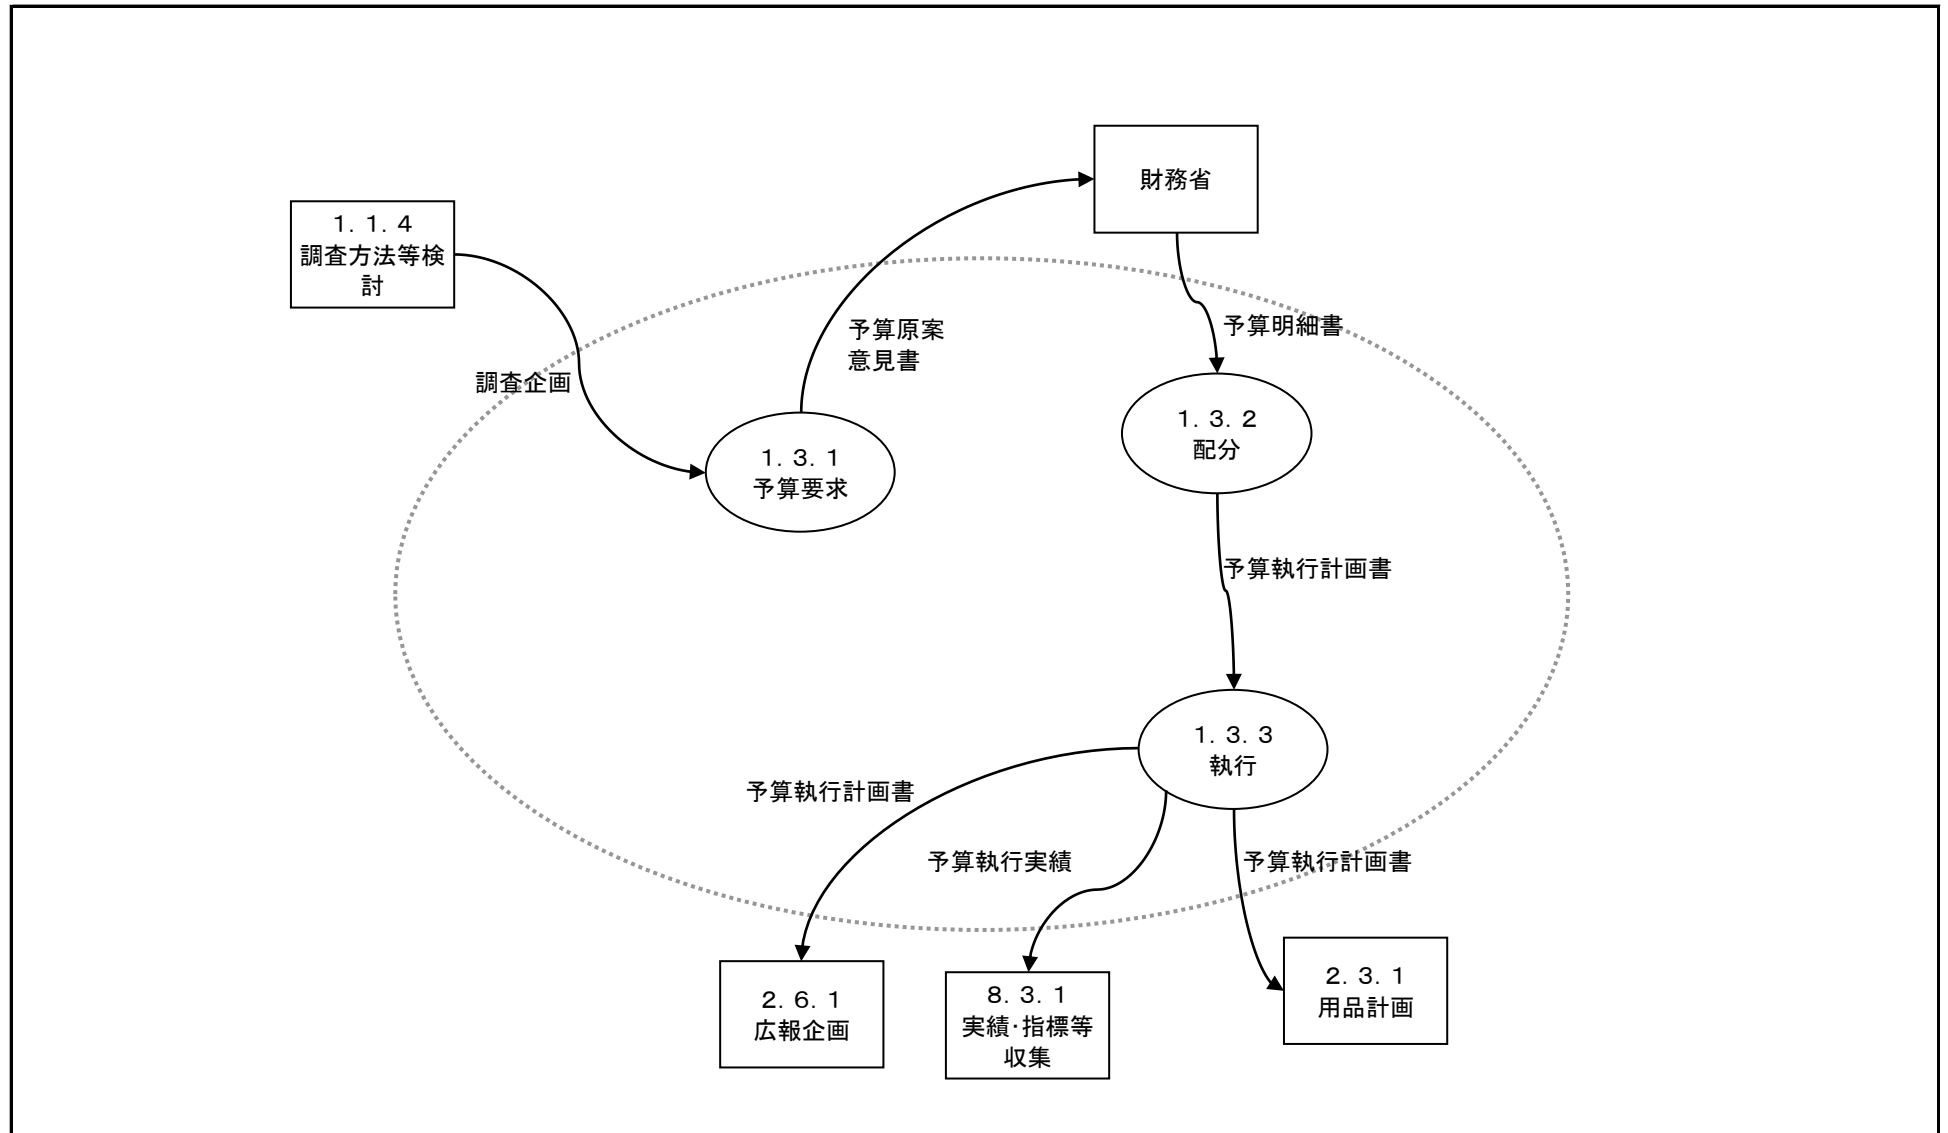 財務省
１．１．４
調査方法等検
討
予算原案
意見書
予算明細書
調査企画
１．３．２
配分
１．３．１
予算要求
予算執行計画書
１．３．３
執行
予算執行計画書
予算執行実績
予算執行計画書
２．６．１
広報企画
８．３．１
実績･指標等
収集
２．３．１
用品計画